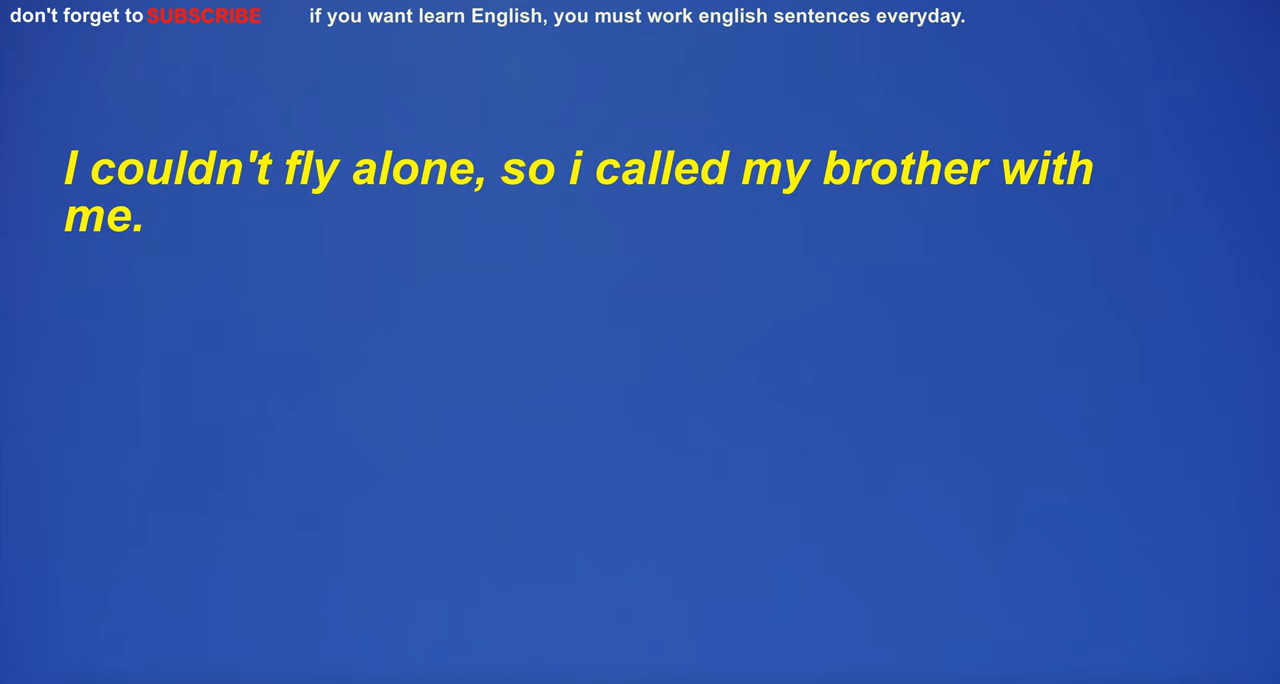 don't forget to SUBSCRIBE if you want learn English, you must work english sentences everyday.
I couldn't fly alone, so i called my brother with
me.